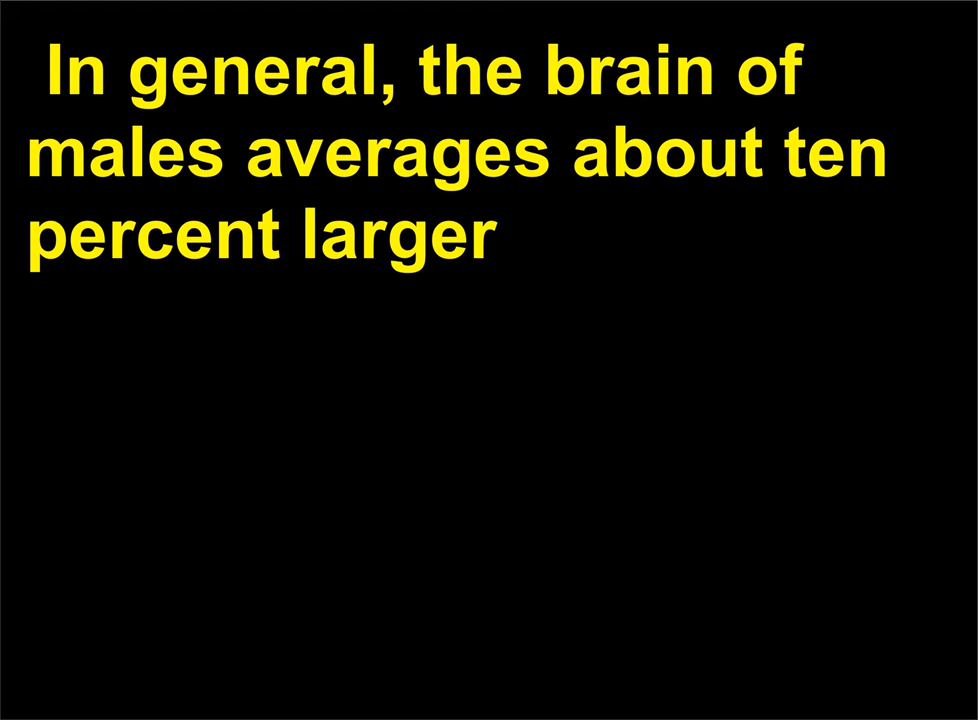 In general, the brain of
males averages about ten
percent larger